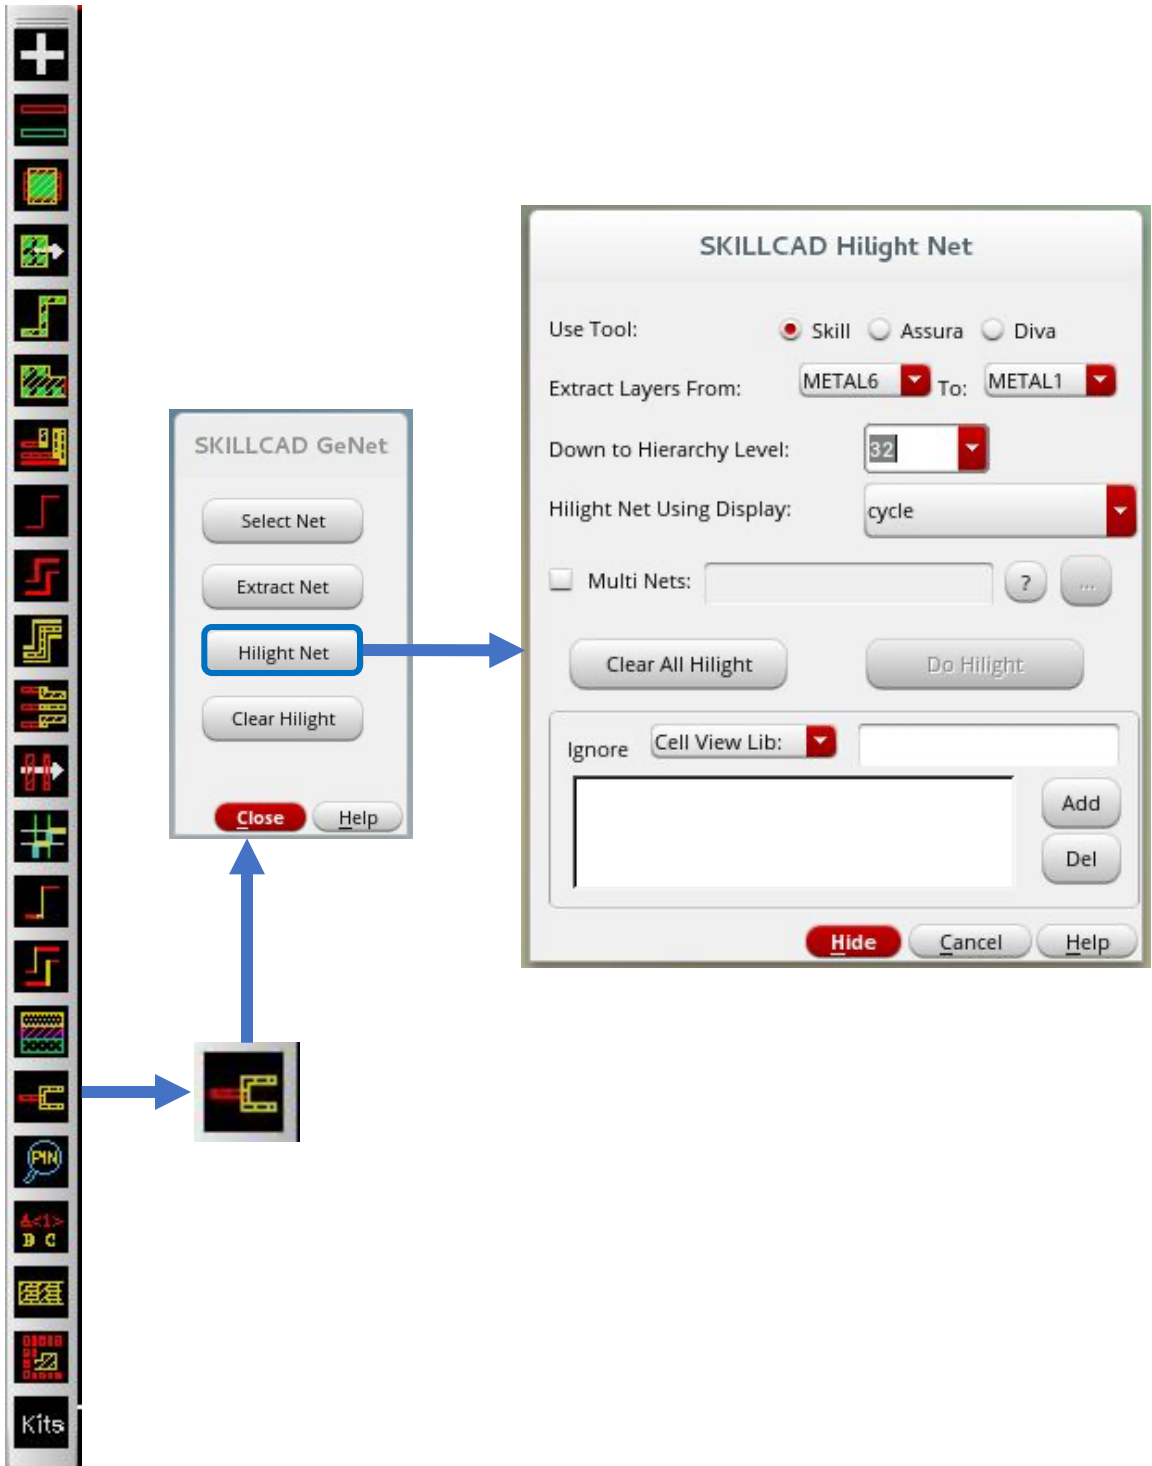 SKILLCAD Hilight Net
Use Tool: Skill Assura Diva
Extract Layers From: METAL6 To: METAL1
Down to Hierarchy Level: 32
Hilight Net Using Display: cycle
Multi Nets: ? ...
Clear All Hilight Do Hilight
Ignore Cell View Lib:
Add
Del
Hide Cancel Help
SKILLCAD GeNet
Select Net
Extract Net
Hilight Net
Clear Hilight
Close Help
PIN
A<1>
B C
Kits